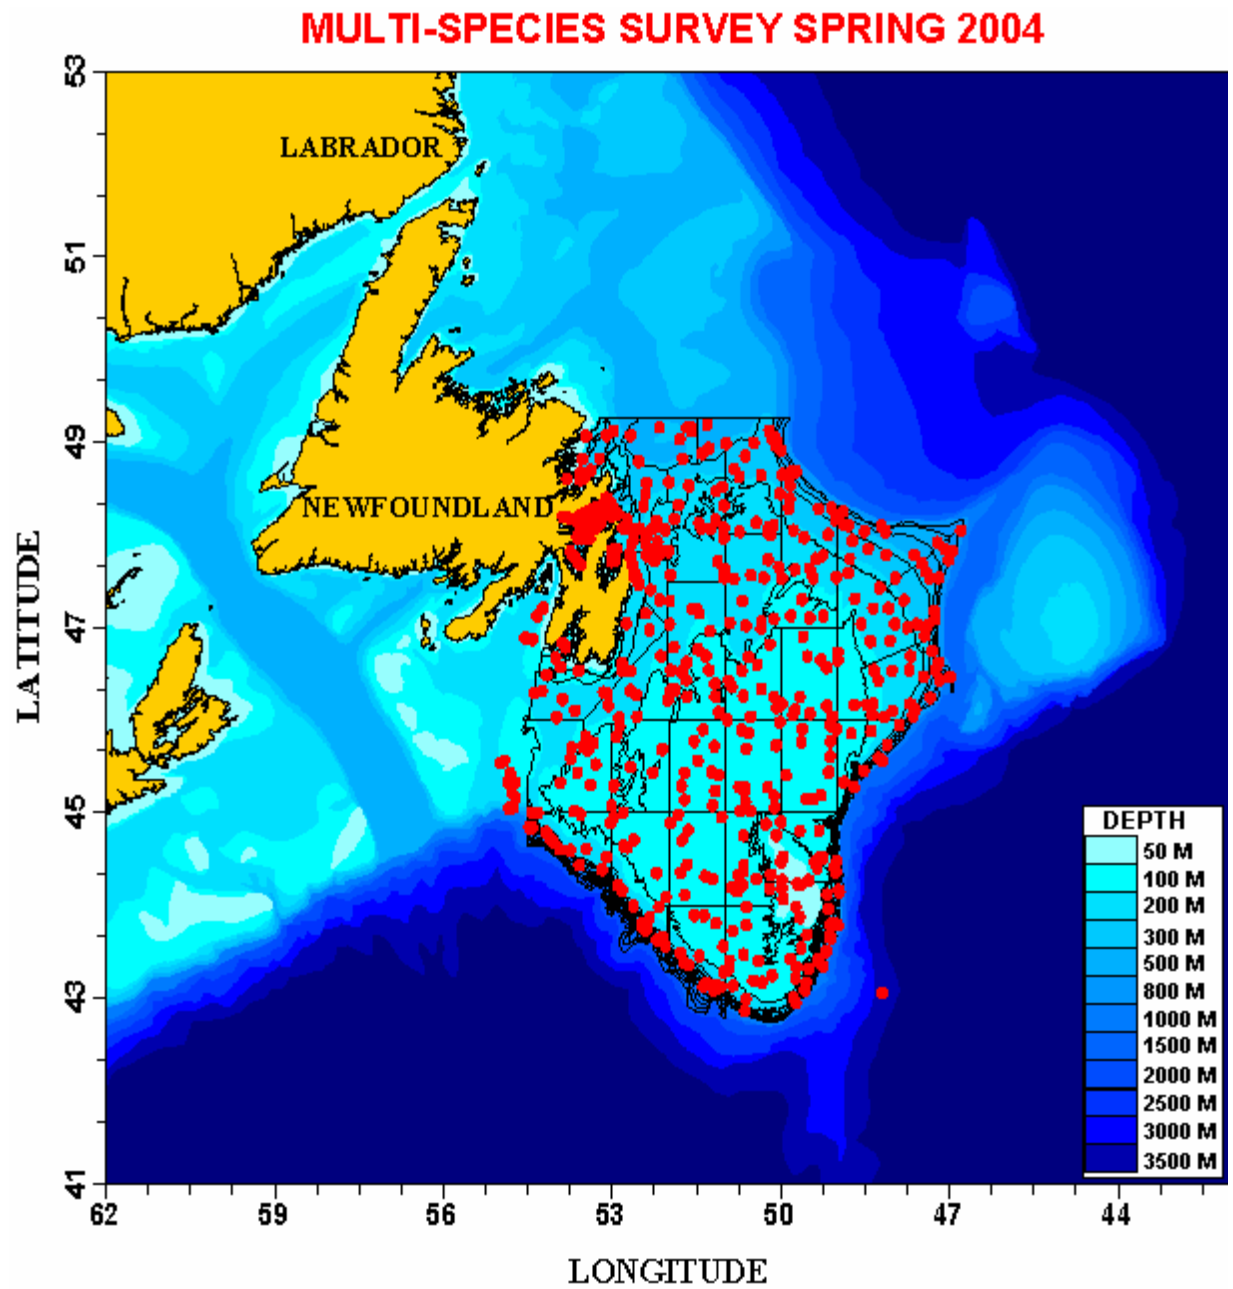 MULTI-SPECIES SURVEY SPRING 2004
53
LABRADOR
51
49
NEWFOUNDLAND
LATITUDE
47
45
DEPTH
50 M
100 M
200 M
300 M
500 M
800 M
1000 M
1500 M
2000 M
2500 M
3000 M
3500 M
43
41
62 59 56 53 50 47 44
LONGITUDE